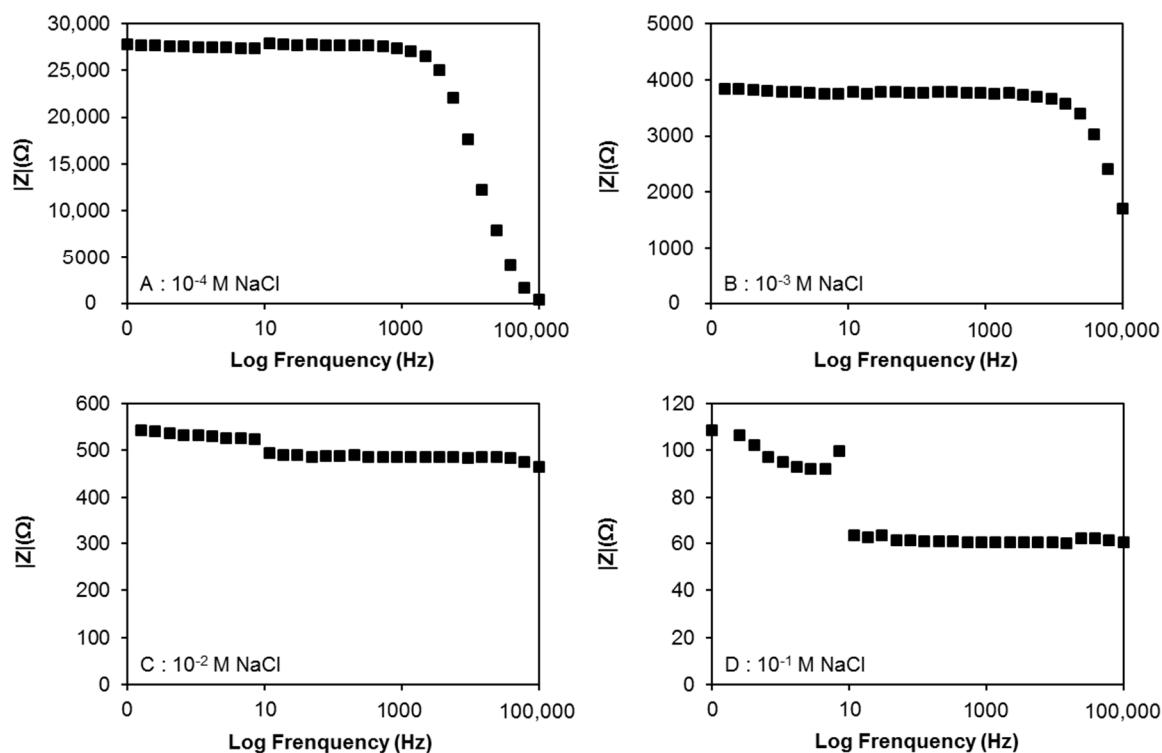 30,000
25,000
20,000
15,000
10,000
5000
0
|Z|(Ω)
A : 10⁻⁴ M NaCl
0 10 1000 100,000
Log Frenquency (Hz)
5000
4000
3000
2000
1000
0
|Z|(Ω)
B : 10⁻³ M NaCl
0 10 1000 100,000
Log Frenquency (Hz)
600
500
400
300
200
100
0
|Z|(Ω)
C : 10⁻² M NaCl
0 10 1000 100,000
Log Frenquency (Hz)
120
100
80
60
40
20
0
|Z|(Ω)
D : 10⁻¹ M NaCl
0 10 1000 100,000
Log Frenquency (Hz)